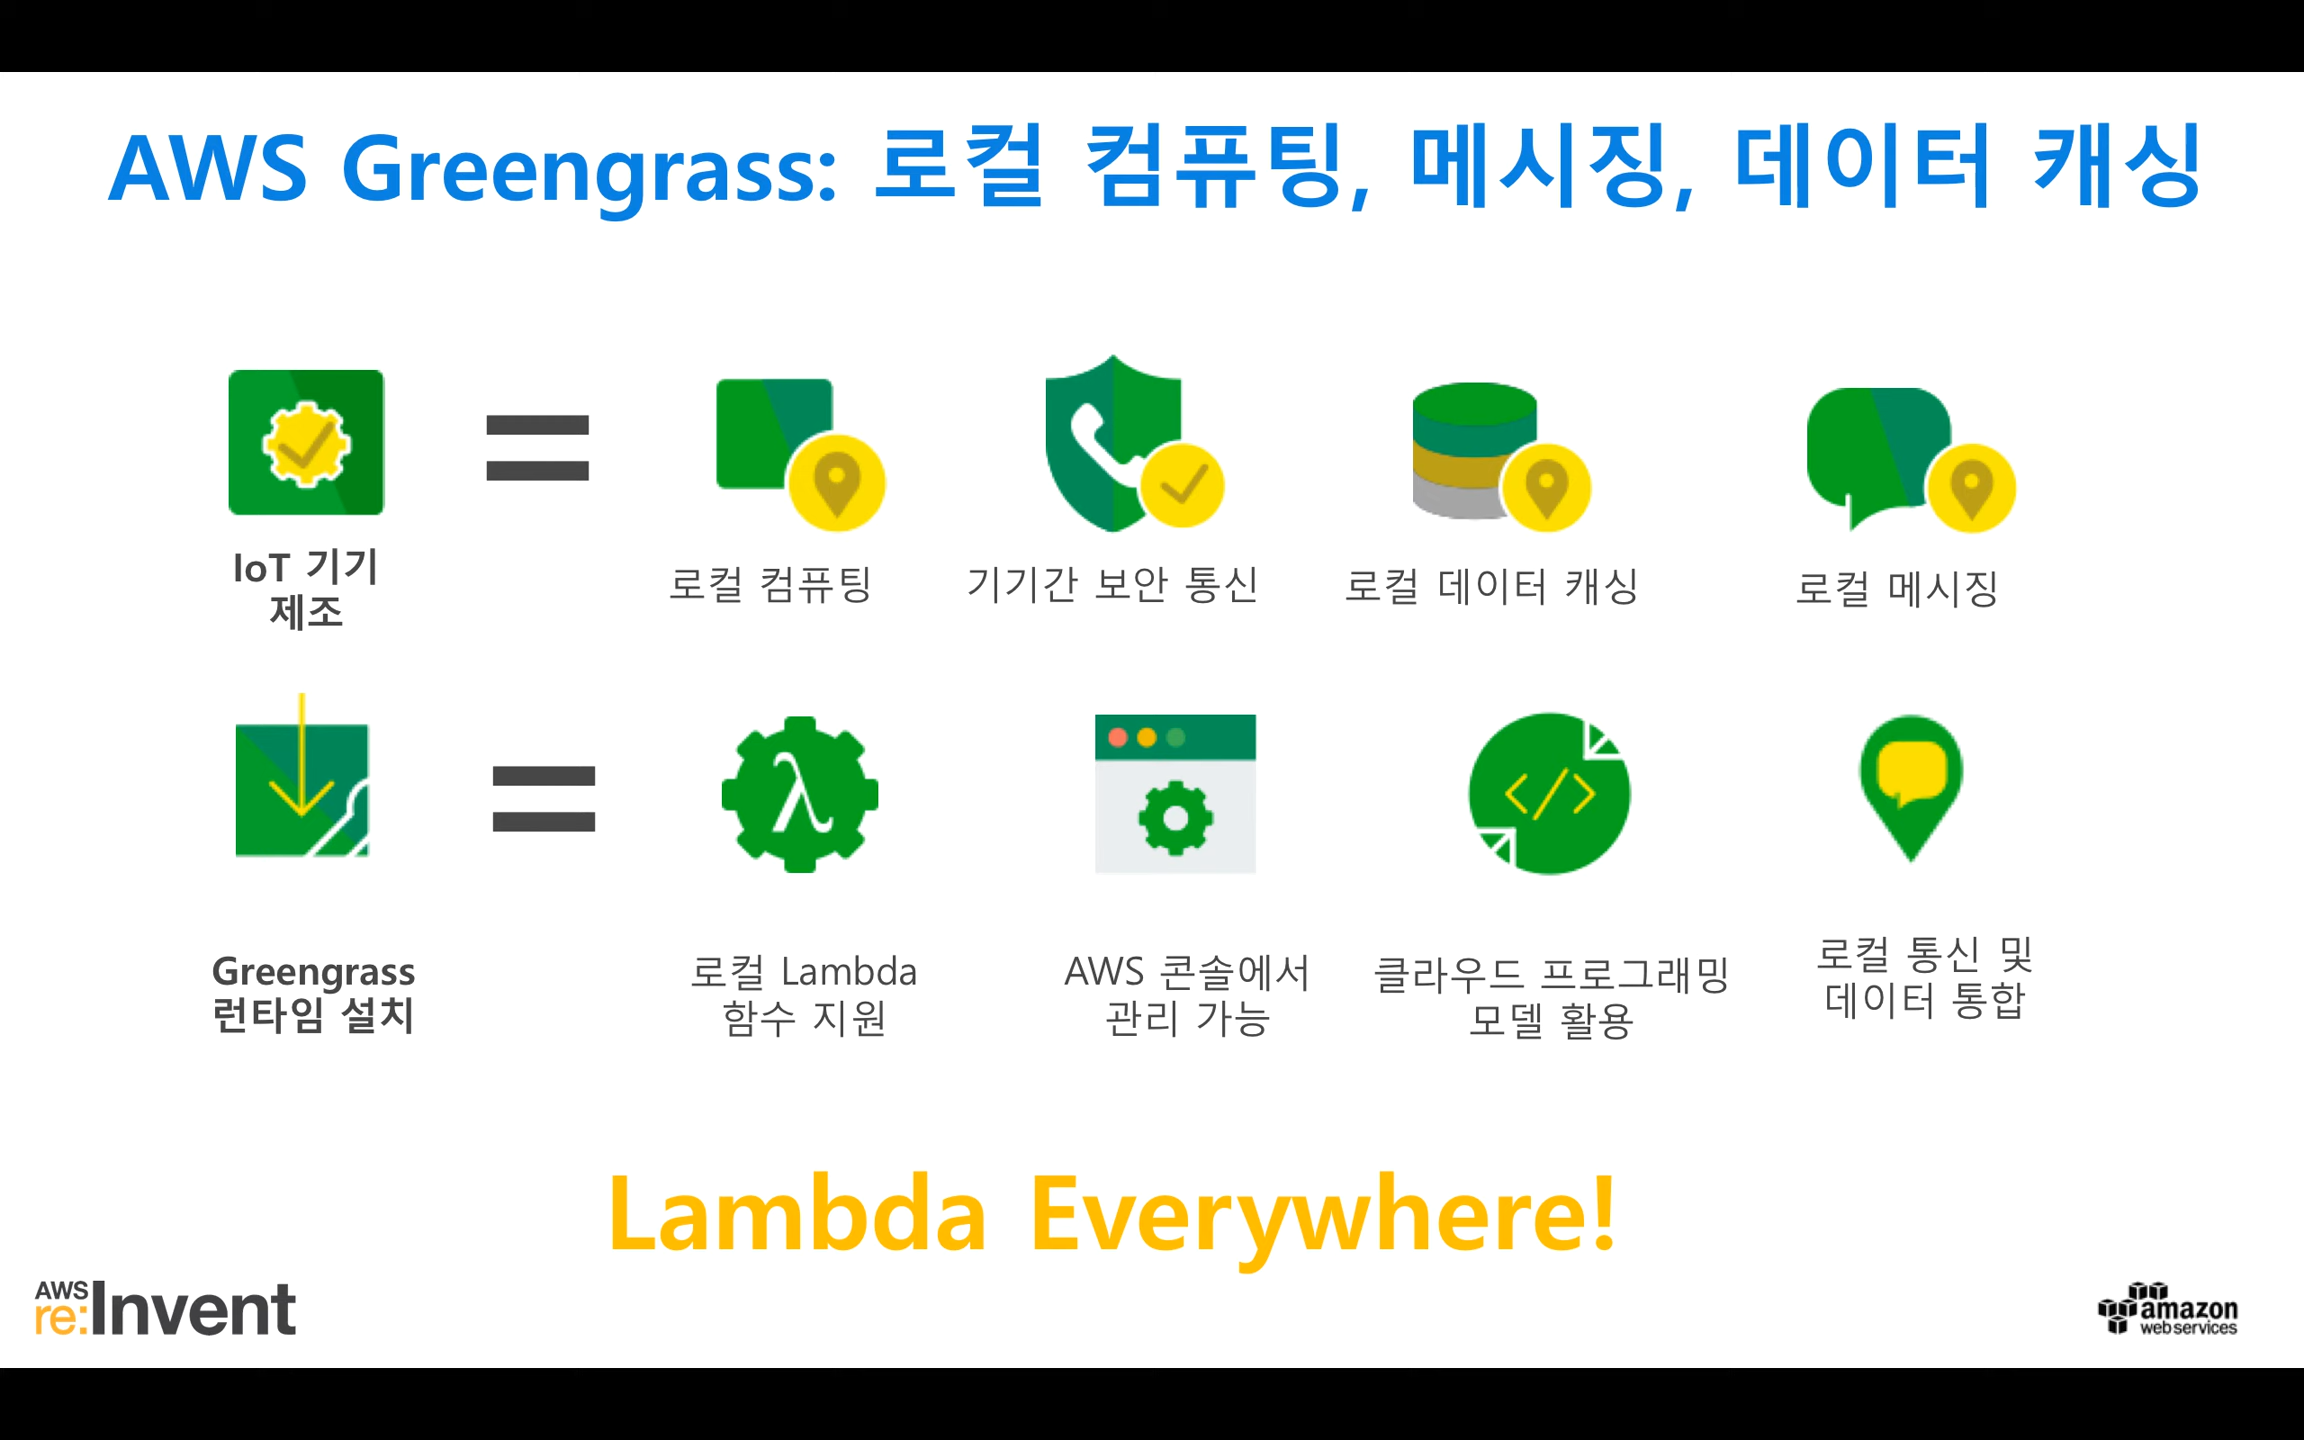 AWS Greengrass: 로컬 컴퓨팅, 메시징, 데이터 캐싱
IoT 기기
제조
로컬 컴퓨팅
기기간 보안 통신
로컬 데이터 캐싱
로컬 메시징
Greengrass
런타임 설치
로컬 Lambda
함수 지원
AWS 콘솔에서
관리 가능
클라우드 프로그래밍
모델 활용
로컬 통신 및
데이터 통합
Lambda Everywhere!
AWS
re:Invent
amazon
webservices